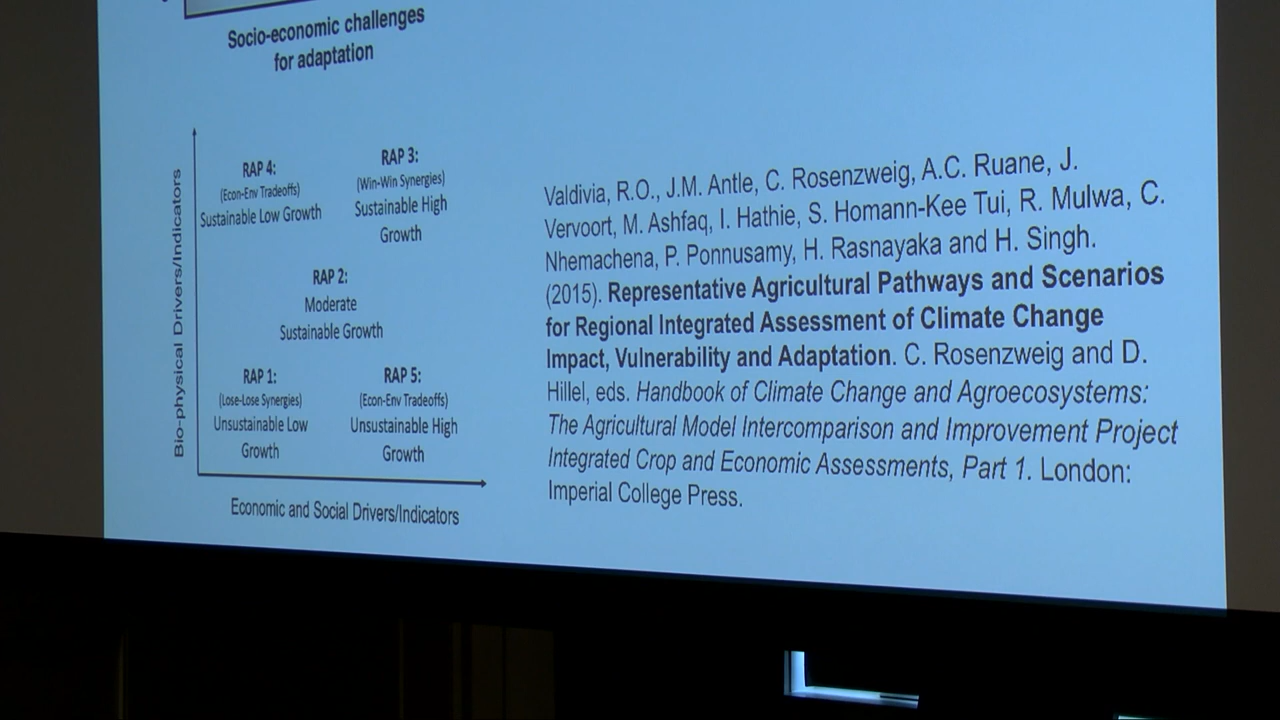 Socio-economic challenges
for adaptation
Bio-physical Drivers/Indicators
RAP 4:
(Econ-Env Tradeoffs)
Sustainable Low Growth
RAP 3:
(Win-Win Synergies)
Sustainable High
Growth
RAP 2:
Moderate
Sustainable Growth
RAP 1:
(Lose-Lose Synergies)
Unsustainable Low
Growth
RAP 5:
(Econ-Env Tradeoffs)
Unsustainable High
Growth
Economic and Social Drivers/Indicators
Valdivia, R.O., J.M. Antle, C. Rosenzweig, A.C. Ruane, J.
Vervoort, M. Ashfaq, I. Hathie, S. Homann-Kee Tui, R. Mulwa, C.
Nhemachena, P. Ponnusamy, H. Rasnayaka and H. Singh.
(2015). Representative Agricultural Pathways and Scenarios
for Regional Integrated Assessment of Climate Change
Impact, Vulnerability and Adaptation. C. Rosenzweig and D.
Hillel, eds. Handbook of Climate Change and Agroecosystems:
The Agricultural Model Intercomparison and Improvement Project
Integrated Crop and Economic Assessments, Part 1. London:
Imperial College Press.